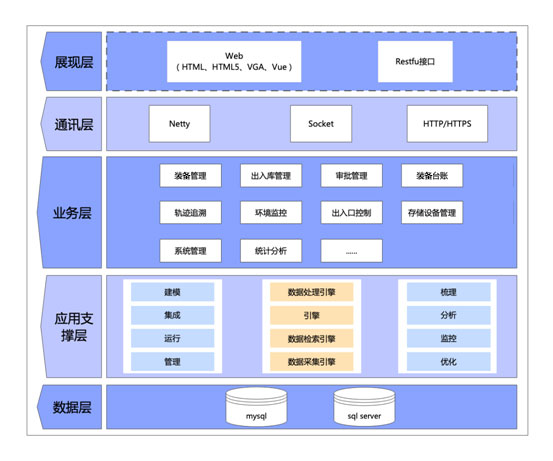 展现层
Web
（HTML、HTML5、VGA、Vue）
Restfu接口
通讯层
Netty
Socket
HTTP/HTTPS
业务层
装备管理
出入库管理
审批管理
装备台账
轨迹追溯
环境监控
出入口控制
存储设备管理
系统管理
统计分析
......
应用支
撑层
建模
集成
运行
管理
数据处理引擎
引擎
数据检索引擎
数据采集引擎
梳理
分析
监控
优化
数据层
mysql
sql server